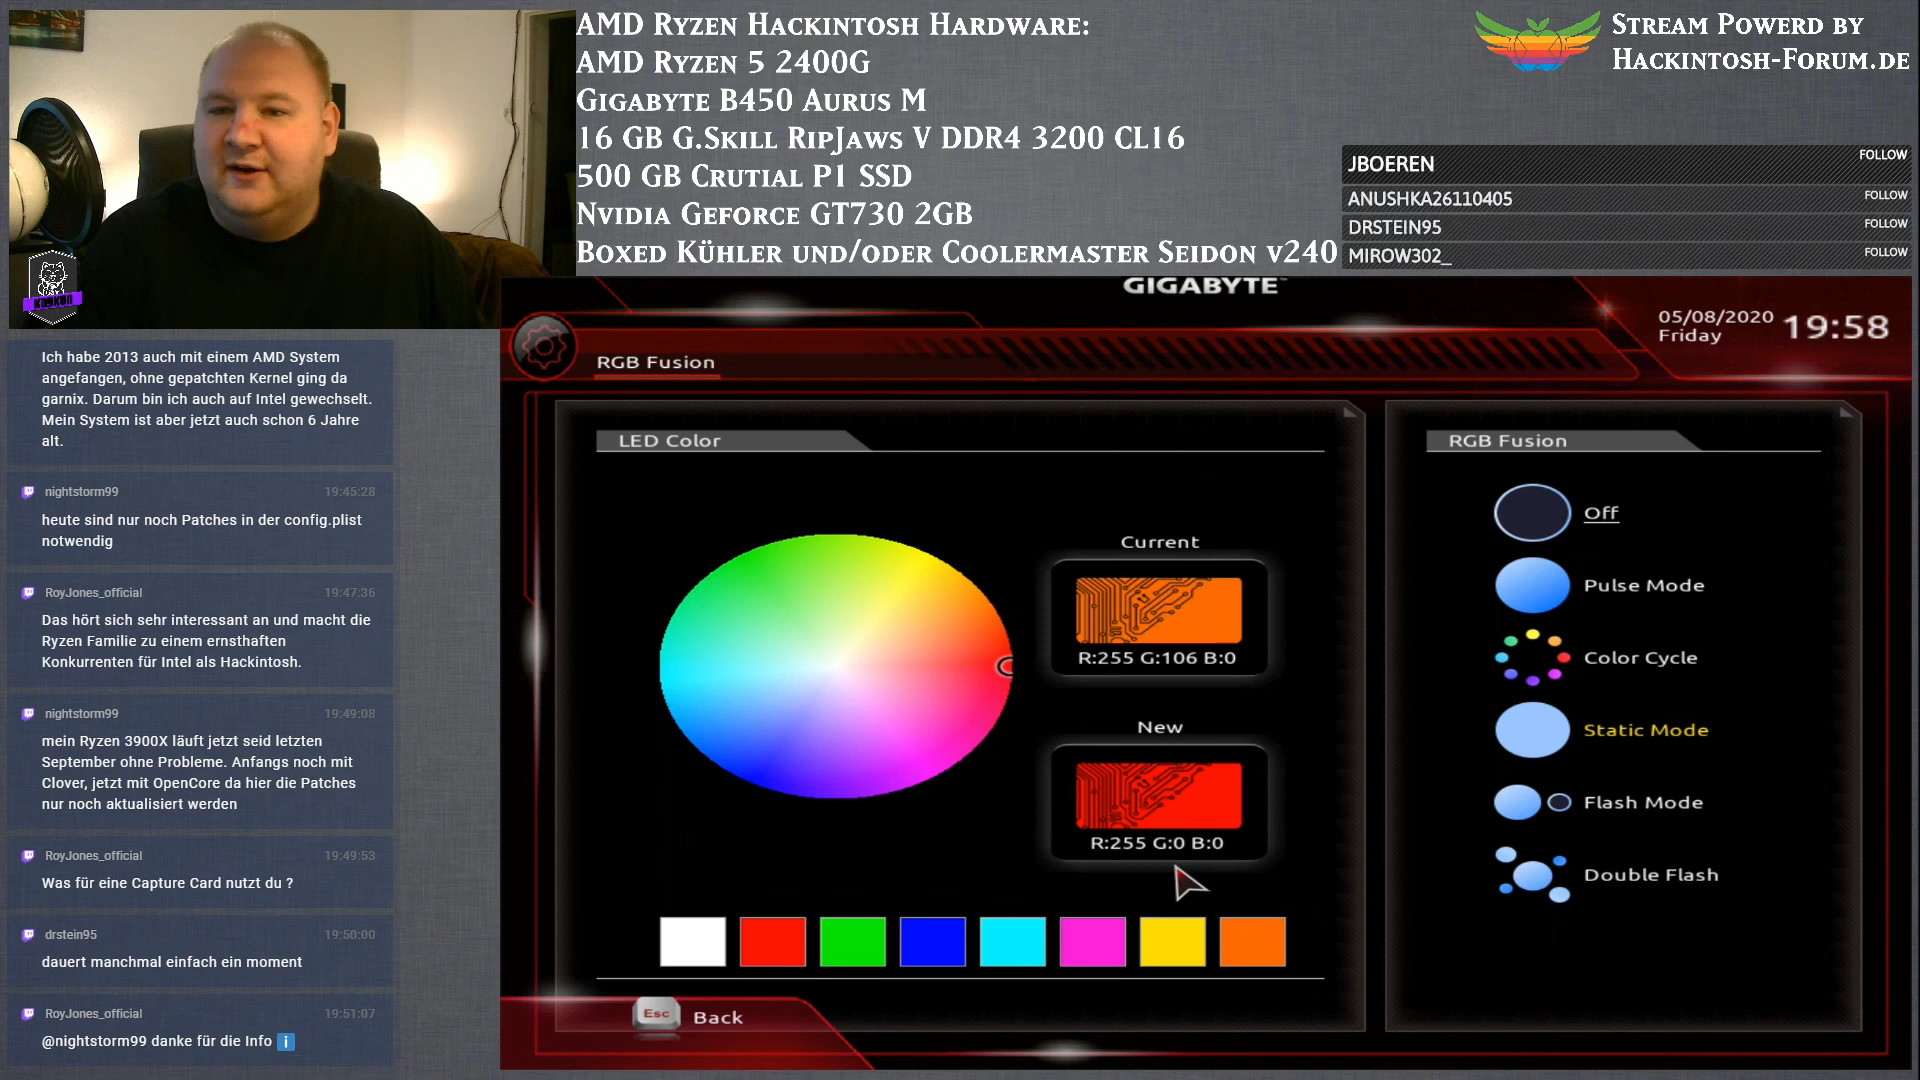 AMD Ryzen Hackintosh Hardware:
AMD Ryzen 5 2400G
Gigabyte B450 Aurus M
16 GB G.Skill RipJaws V DDR4 3200 CL16
500 GB Crutial P1 SSD
Nvidia Geforce GT730 2GB
Boxed Kühler und/oder Coolermaster Seidon v240
Stream Powerd by
Hackintosh-Forum.de
JBOEREN FOLLOW
ANUSHKA26110405 FOLLOW
DRSTEIN95 FOLLOW
MIROW302_ FOLLOW
Ich habe 2013 auch mit einem AMD System
angefangen, ohne gepatchten Kernel ging da
garnix. Darum bin ich auch auf Intel gewechselt.
Mein System ist aber jetzt auch schon 6 Jahre
alt.
nightstorm99 19:45:28
heute sind nur noch Patches in der config.plist
notwendig
RoyJones_official 19:47:36
Das hört sich sehr interessant an und macht die
Ryzen Familie zu einem ernsthaften
Konkurrenten für Intel als Hackintosh.
nightstorm99 19:49:08
mein Ryzen 3900X läuft jetzt seid letzten
September ohne Probleme. Anfangs noch mit
Clover, jetzt mit OpenCore da hier die Patches
nur noch aktualisiert werden
RoyJones_official 19:49:53
Was für eine Capture Card nutzt du ?
drstein95 19:50:00
dauert manchmal einfach ein moment
RoyJones_official 19:51:07
@nightstorm99 danke für die Info
GIGABYTE™
05/08/2020
Friday
19:58
RGB Fusion
LED Color
Current
R:255 G:106 B:0
New
R:255 G:0 B:0
Esc Back
RGB Fusion
Off
Pulse Mode
Color Cycle
Static Mode
Flash Mode
Double Flash